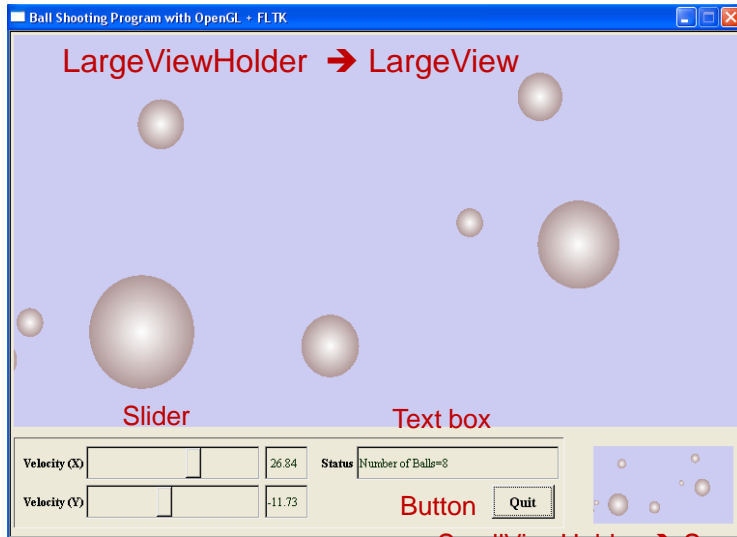 Ball Shooting Program with OpenGL + FLTK
LargeViewHolder ➔ LargeView
Slider
Text box
Velocity (X)
26.84
Status
Number of Balls=8
Velocity (Y)
-11.73
Button
Quit